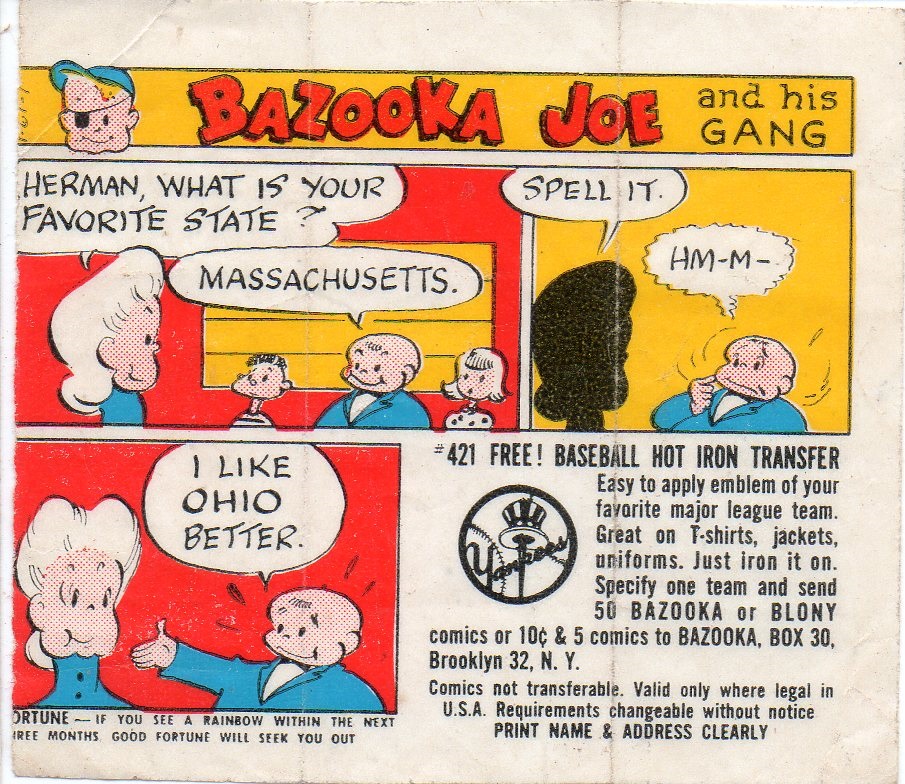 BAZOOKA JOE and his GANG
HERMAN, WHAT IS YOUR
FAVORITE STATE ?
MASSACHUSETTS.
SPELL IT.
HM-M-
I LIKE
OHIO
BETTER.
#421 FREE! BASEBALL HOT IRON TRANSFER
Easy to apply emblem of your
favorite major league team.
Great on T-shirts, jackets,
uniforms. Just iron it on.
Specify one team and send
50 BAZOOKA or BLONY
comics or 10¢ & 5 comics to BAZOOKA, BOX 30,
Brooklyn 32, N. Y.
Yankees
Comics not transferable. Valid only where legal in
U.S.A. Requirements changeable without notice
PRINT NAME & ADDRESS CLEARLY
ORTUNE — IF YOU SEE A RAINBOW WITHIN THE NEXT
REE MONTHS GOOD FORTUNE WILL SEEK YOU OUT